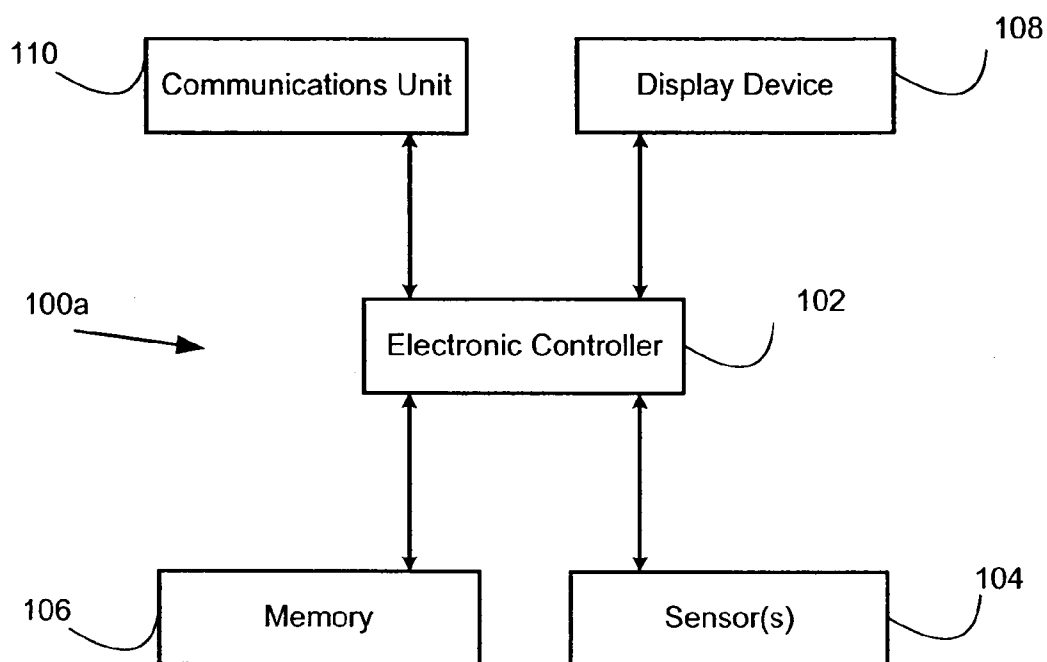 110
Communications Unit
Display Device
108
100a
Electronic Controller
102
106
Memory
Sensor(s)
104